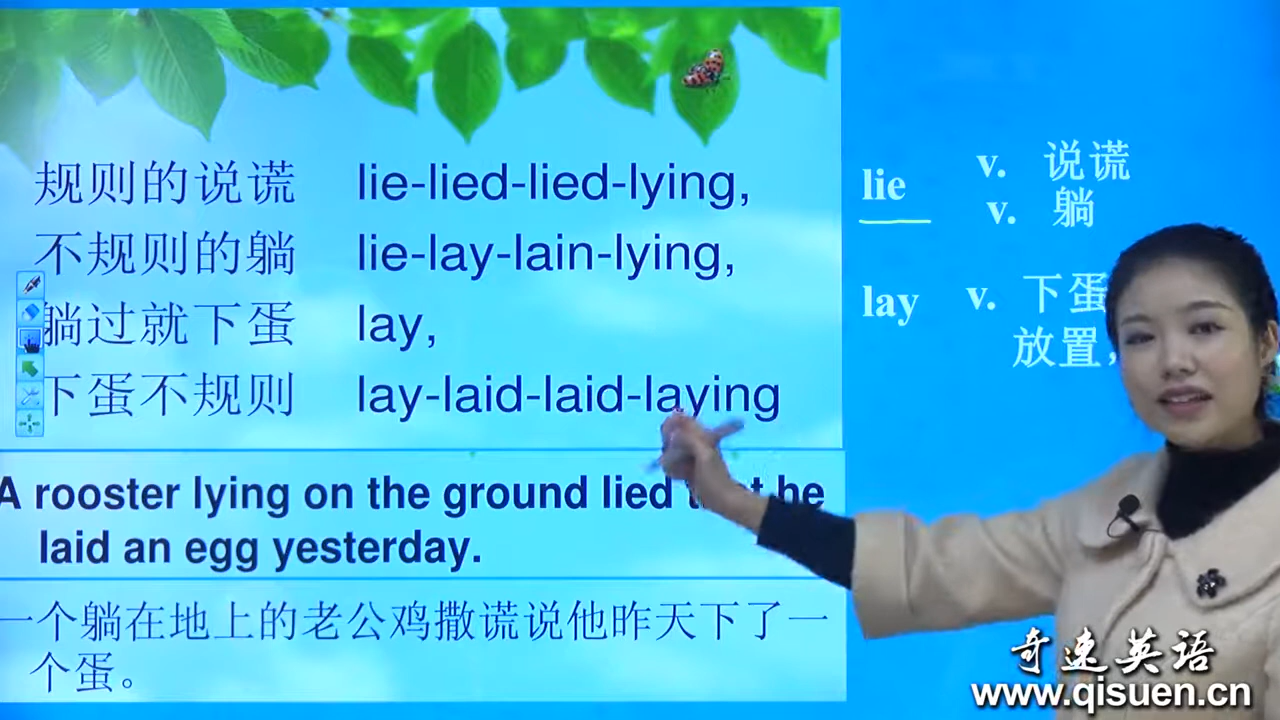 规则的说谎 lie-lied-lied-lying,
不规则的躺 lie-lay-lain-lying,
躺过就下蛋 lay,
下蛋不规则 lay-laid-laid-laying
A rooster lying on the ground lied that he
laid an egg yesterday.
一个躺在地上的老公鸡撒谎说他昨天下了一
个蛋。
lie v. 说谎
v. 躺
lay v. 下蛋
放置,
奇速英语
www.qisuen.cn